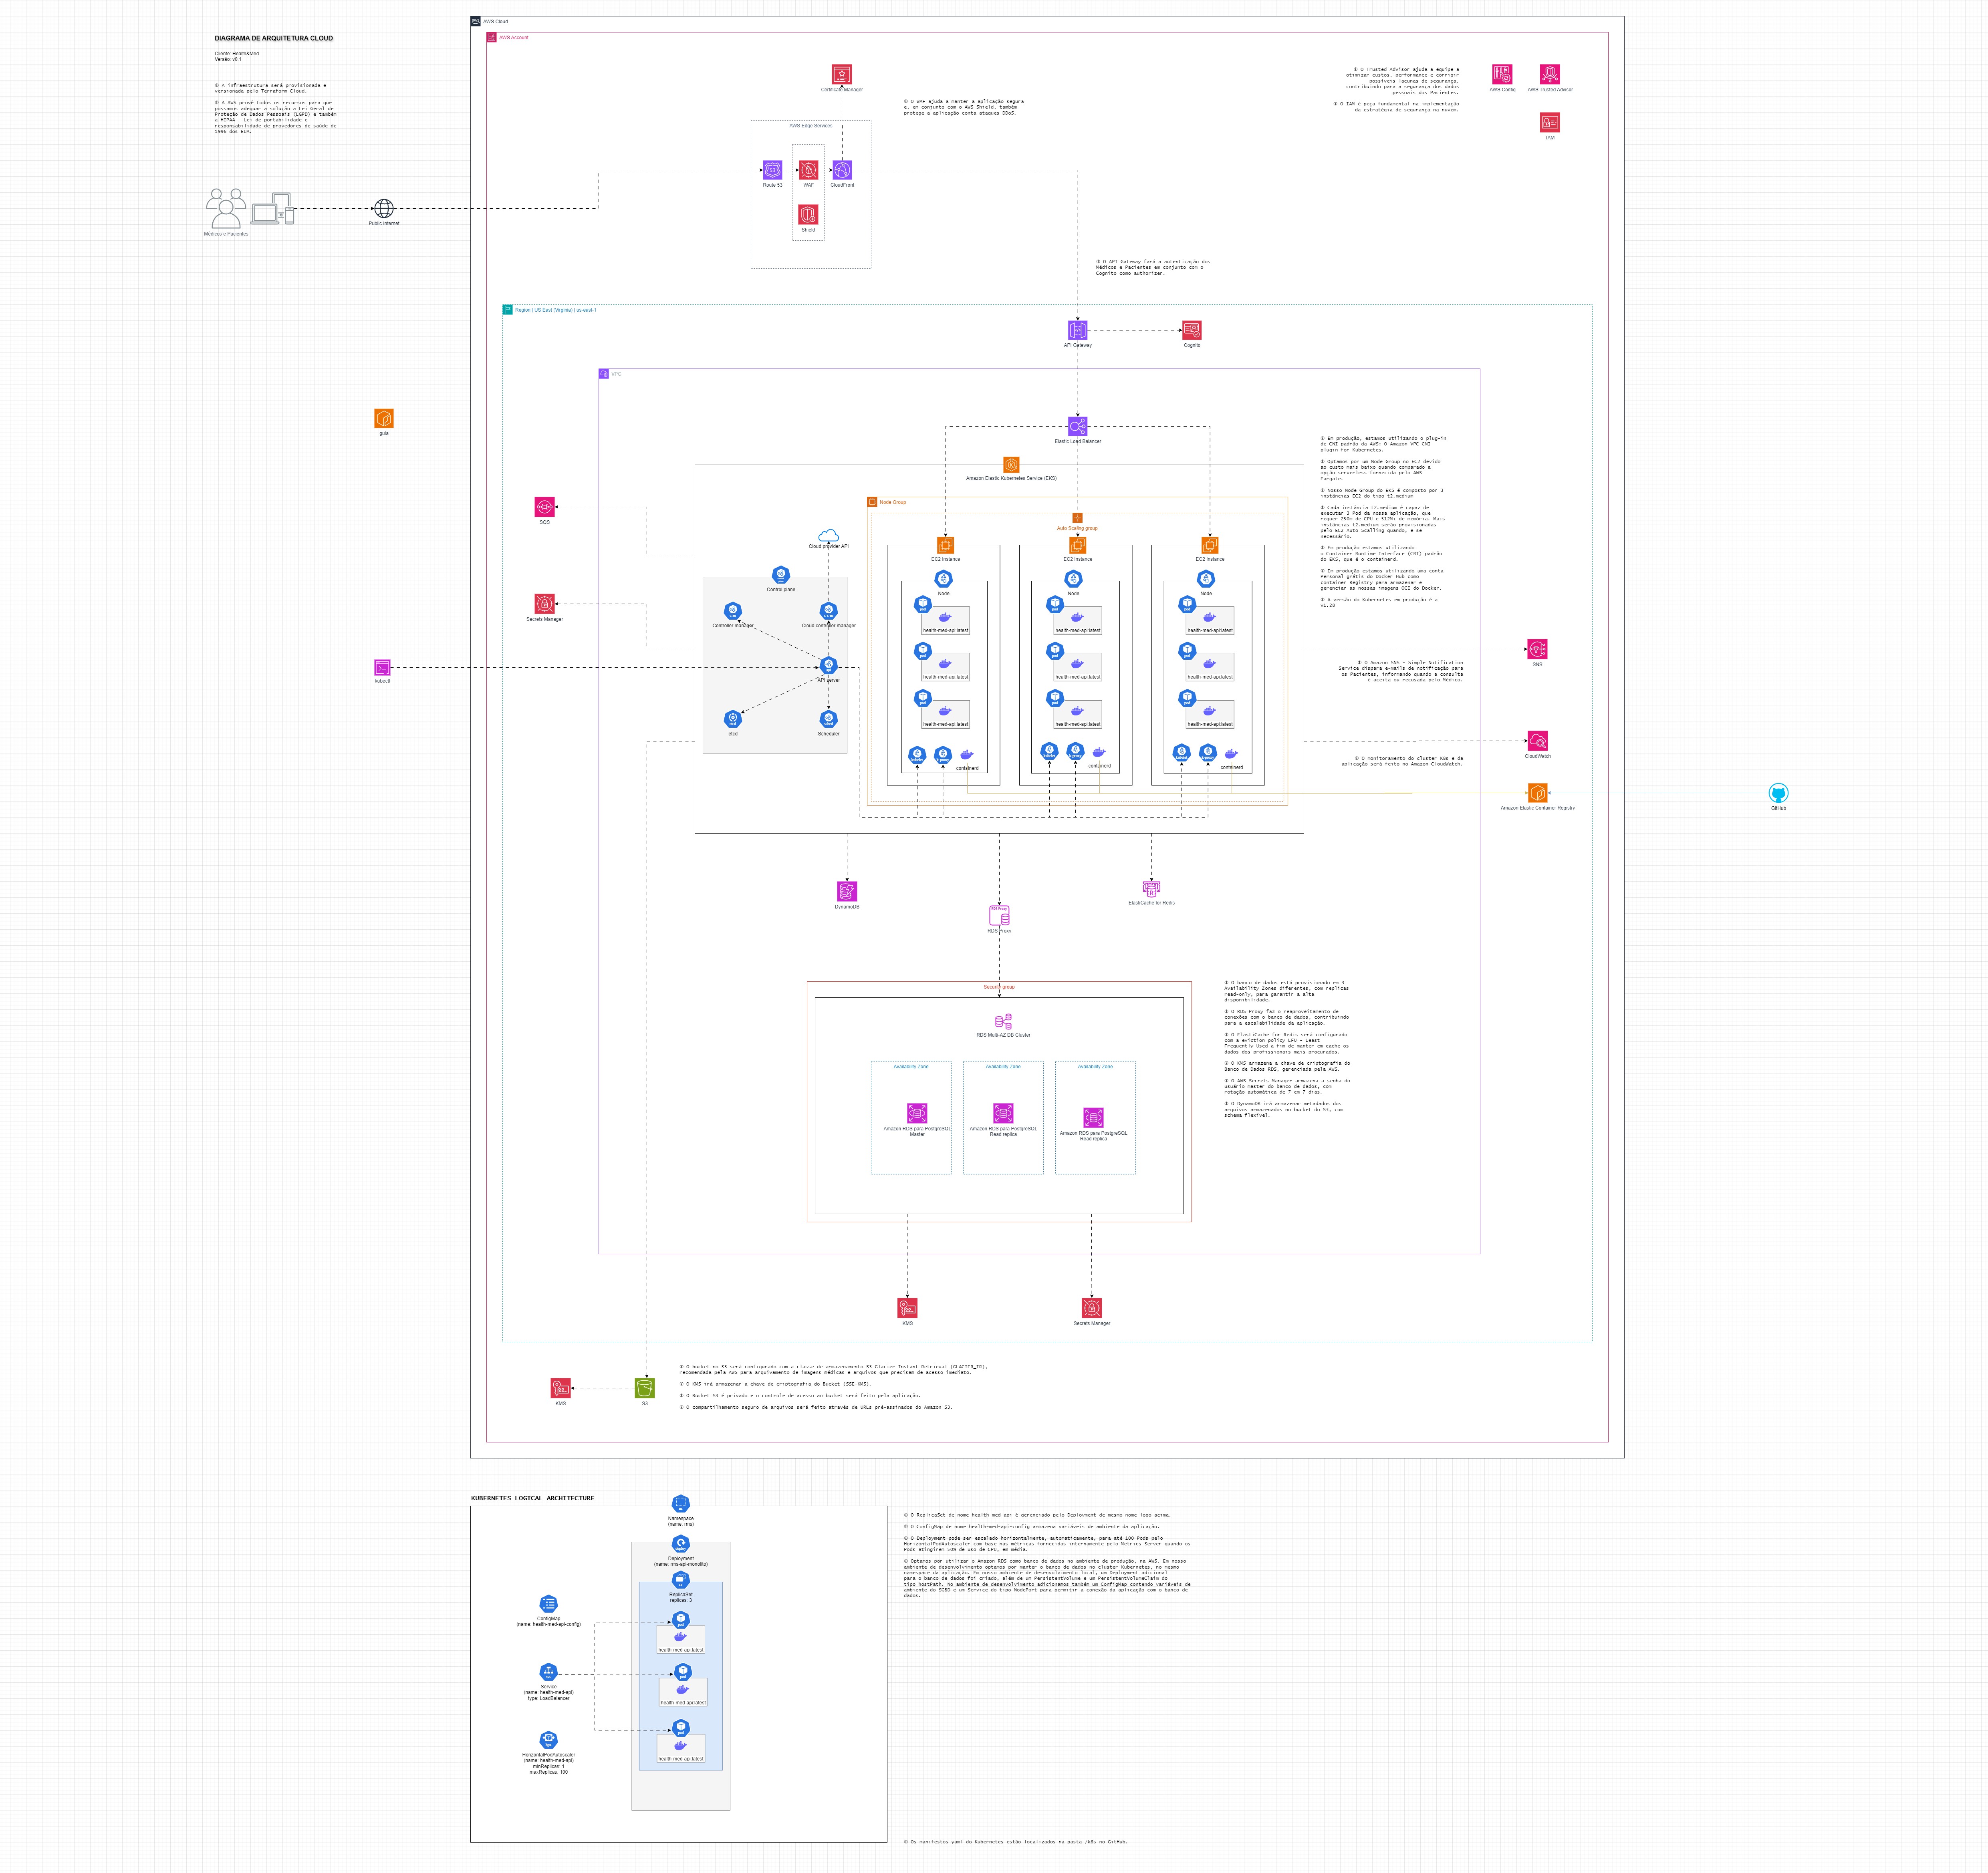 DIAGRAMA DE ARQUITETURA CLOUD
Cliente: Health&Med
Versão: v0.1
① A infraestrutura será provisionada e
versionada pelo Terraform Cloud.
① A AWS provê todos os recursos para que
possamos adequar a solução a Lei Geral de
Proteção de Dados Pessoais (LGPD) e também
a HIPAA - Lei de portabilidade e
responsabilidade de provedores de saúde de
1996 dos EUA.
Médicos e Pacientes
Public Internet
guia
kubectl
AWS Cloud
AWS Account
Certificate Manager
① O WAF ajuda a manter a aplicação segura
e, em conjunto com o AWS Shield, também
protege a aplicação conta ataques DDoS.
AWS Edge Services
Route 53
WAF
CloudFront
Shield
① O Trusted Advisor ajuda a equipe a
otimizar custos, performance e corrigir
possíveis lacunas de segurança,
contribuindo para a segurança dos dados
pessoais dos Pacientes.
① O IAM é peça fundamental na implementação
da estratégia de segurança na nuvem.
AWS Config
AWS Trusted Advisor
IAM
① O API Gateway fará a autenticação dos
Médicos e Pacientes em conjunto com o
Cognito como authorizer.
Region | US East (Virginia) | us-east-1
API Gateway
Cognito
VPC
Elastic Load Balancer
Amazon Elastic Kubernetes Service (EKS)
Node Group
Auto Scaling group
SQS
Secrets Manager
Cloud provider API
Control plane
Controller manager
Cloud controller manager
API server
etcd
Scheduler
EC2 Instance
Node
pod
health-med-api:latest
pod
health-med-api:latest
pod
health-med-api:latest
containerd
EC2 Instance
Node
pod
health-med-api:latest
pod
health-med-api:latest
pod
health-med-api:latest
containerd
EC2 Instance
Node
pod
health-med-api:latest
pod
health-med-api:latest
pod
health-med-api:latest
containerd
① En produção, estamos utilizando o plug-in
de CNI padrão da AWS: O Amazon VPC CNI
plugin for Kubernetes.
① Optamos por um Node Group no EC2 devido
ao custo mais baixo quando comparado a
opção serverless fornecida pelo AWS
Fargate.
① Nosso Node Group do EKS é composto por 3
instâncias EC2 do tipo t2.medium
① Cada instância t2.medium é capaz de
executar 3 Pod da nossa aplicação, que
requer 250m de CPU e 512Mi de memória. Mais
instâncias t2.medium serão provisionadas
pelo EC2 Auto Scalling quando, e se
necessário.
① En produção estamos utilizando
o Container Runtime Interface (CRI) padrão
do EKS, que é o containerd.
① En produção estamos utilizando uma conta
Personal grátis do Docker Hub como
container Registry para armazenar e
gerenciar as nossas imagens OCI do Docker.
① A versão do Kubernetes em produção é a
v1.28
SNS
① O Amazon SNS - Simple Notification
Service dispara e-mails de notificação para
os Pacientes, informando quando a consulta
é aceita ou recusada pelo Médico.
CloudWatch
① O monitoramento do cluster K8s e da
aplicação será feito no Amazon CloudWatch.
Amazon Elastic Container Registry
GitHub
DynamoDB
RDS Proxy
ElastiCache for Redis
Security group
RDS Multi-AZ DB Cluster
Availability Zone
Amazon RDS para PostgreSQL
Master
Availability Zone
Amazon RDS para PostgreSQL
Read replica
Availability Zone
Amazon RDS para PostgreSQL
Read replica
① O banco de dados está provisionado em 3
Availability Zones diferentes, com replicas
read-only, para garantir a alta
disponibilidade.
① O RDS Proxy faz o reaproveitamento de
conexões com o banco de dados, contribuindo
para a escalabilidade da aplicação.
① O ElastiCache for Redis será configurado
com a eviction policy LFU - Least
Frequently Used a fim de manter em cache os
dados dos profissionais mais procurados.
① O KMS armazena a chave de criptografia do
Banco de Dados RDS, gerenciada pela AWS.
① O AWS Secrets Manager armazena a senha do
usuário master do banco de dados, com
rotação automática de 7 em 7 dias.
① O DynamoDB irá armazenar metadados dos
arquivos armazenados no bucket do S3, com
schema flexível.
KMS
Secrets Manager
KMS
S3
① O bucket no S3 será configurado com a classe de armazenamento S3 Glacier Instant Retrieval (GLACIER_IR),
recomendada pela AWS para arquivamento de imagens médicas e arquivos que precisam de acesso imediato.
① O KMS irá armazenar a chave de criptografia do Bucket (SSE-KMS).
① O Bucket S3 é privado e o controle de acesso ao bucket será feito pela aplicação.
① O compartilhamento seguro de arquivos será feito através de URLs pré-assinados do Amazon S3.
KUBERNETES LOGICAL ARCHITECTURE
Namespace
(name: rms)
Deployment
(name: rms-api-monolito)
ReplicaSet
replicas: 3
pod
health-med-api:latest
pod
health-med-api:latest
pod
health-med-api:latest
ConfigMap
(name: health-med-api-config)
Service
(name: health-med-api)
type: LoadBalancer
HorizontalPodAutoscaler
(name: health-med-api)
minReplicas: 1
maxReplicas: 100
① O ReplicaSet de nome health-med-api é gerenciado pelo Deployment de mesmo nome logo acima.
① O ConfigMap de nome health-med-api-config armazena variáveis de ambiente da aplicação.
① O Deployment pode ser escalado horizontalmente, automaticamente, para até 100 Pods pelo
HorizontalPodAutoscaler com base nas métricas fornecidas internamente pelo Metrics Server quando os
Pods atingirem 50% de uso de CPU, em média.
① Optamos por utilizar o Amazon RDS como banco de dados no ambiente de produção, na AWS. Em nosso
ambiente de desenvolvimento optamos por manter o banco de dados no cluster Kubernetes, no mesmo
namespace da aplicação. Em nosso ambiente de desenvolvimento local, um Deployment adicional
para o banco de dados foi criado, além de um PersistentVolume e um PersistentVolumeClaim do
tipo hostPath. No ambiente de desenvolvimento adicionamos também um ConfigMap contendo variáveis de
ambiente do SGBD e um Service do tipo NodePort para permitir a conexão da aplicação com o banco de
dados.
① Os manifestos yaml do Kubernetes estão localizados na pasta /k8s no GitHub.